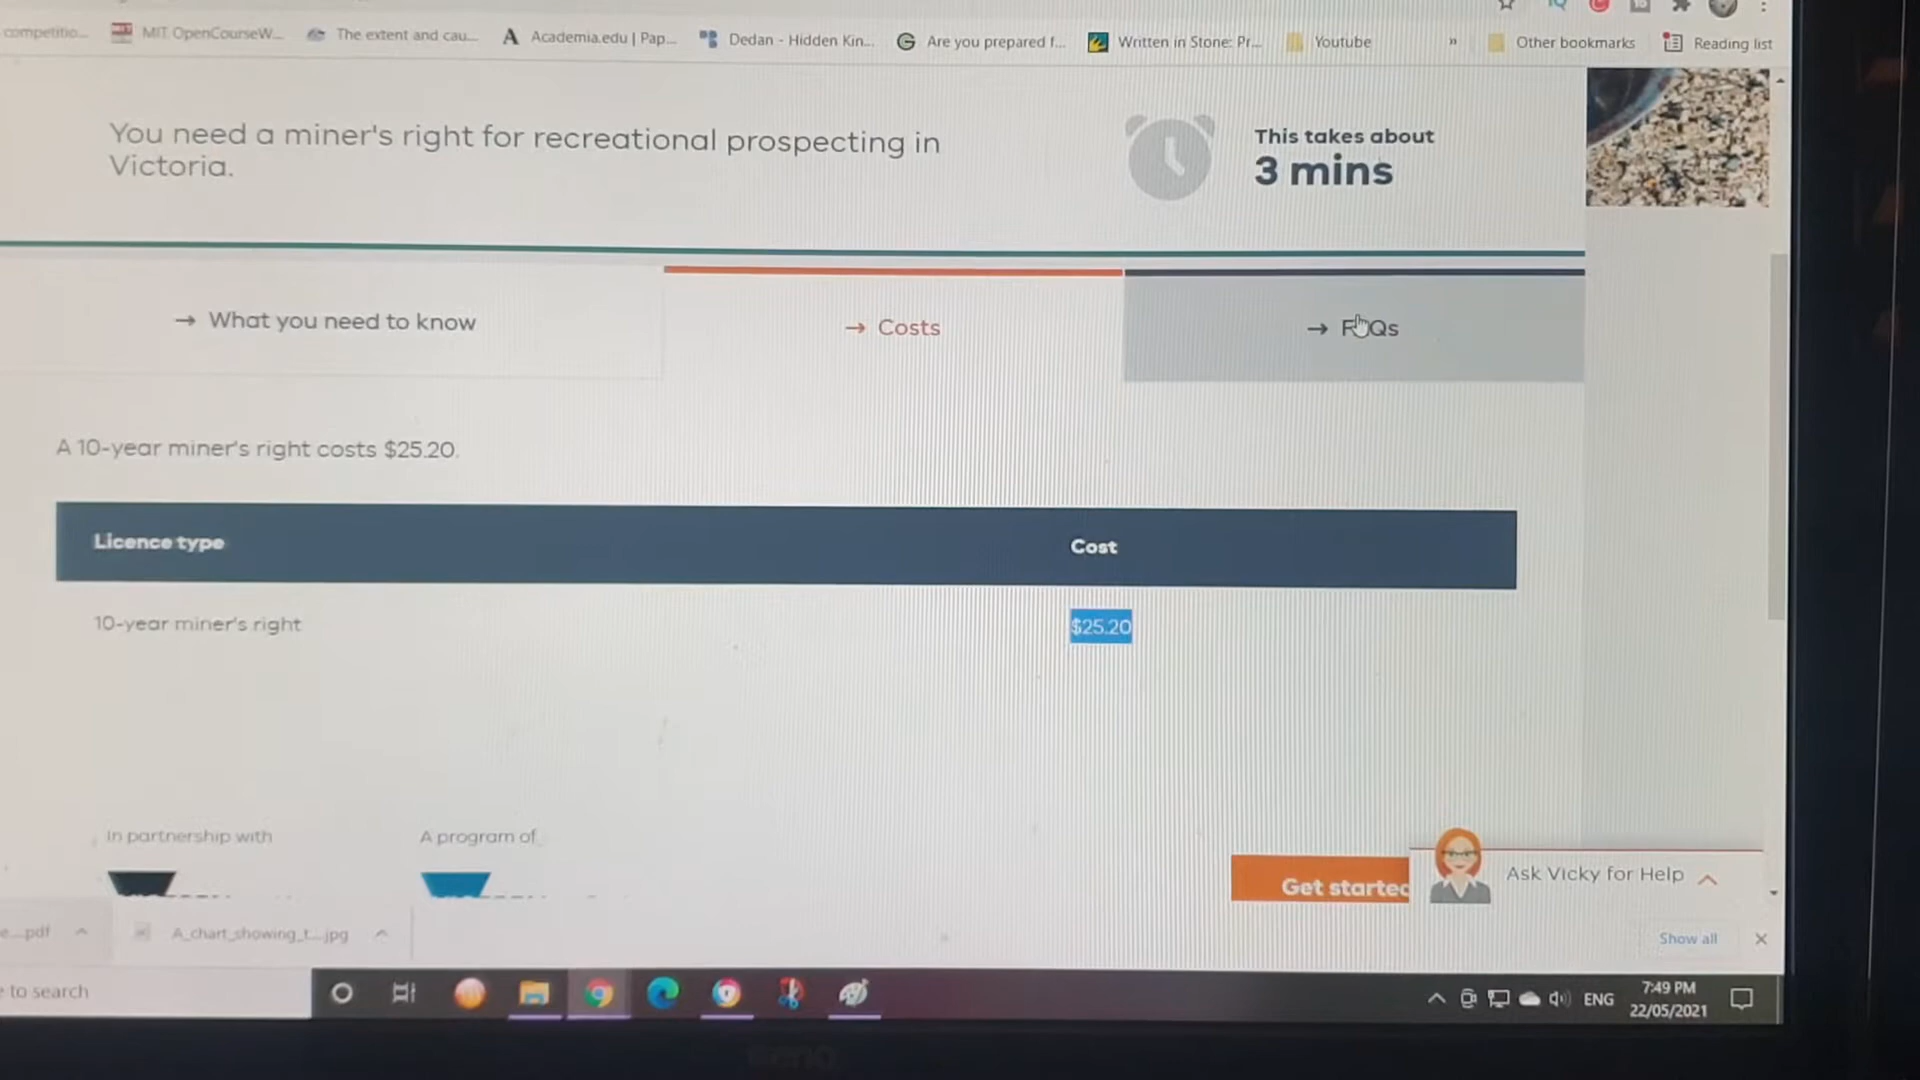 competitio...
MIT OpenCourseW...
The extent and cau...
Academia.edu | Pap...
Dedan - Hidden Kin...
Are you prepared f...
Written in Stone: Pr...
Youtube
»
Other bookmarks
Reading list
You need a miner's right for recreational prospecting in
Victoria.
This takes about
3 mins
→ What you need to know
→ Costs
→ FAQs
A 10-year miner's right costs $25.20.
Licence type
Cost
10-year miner's right
$25.20
In partnership with
A program of
Get started
Ask Vicky for Help
e....pdf
A_chart_showing_t....jpg
Show all
to search
ENG
7:49 PM
22/05/2021